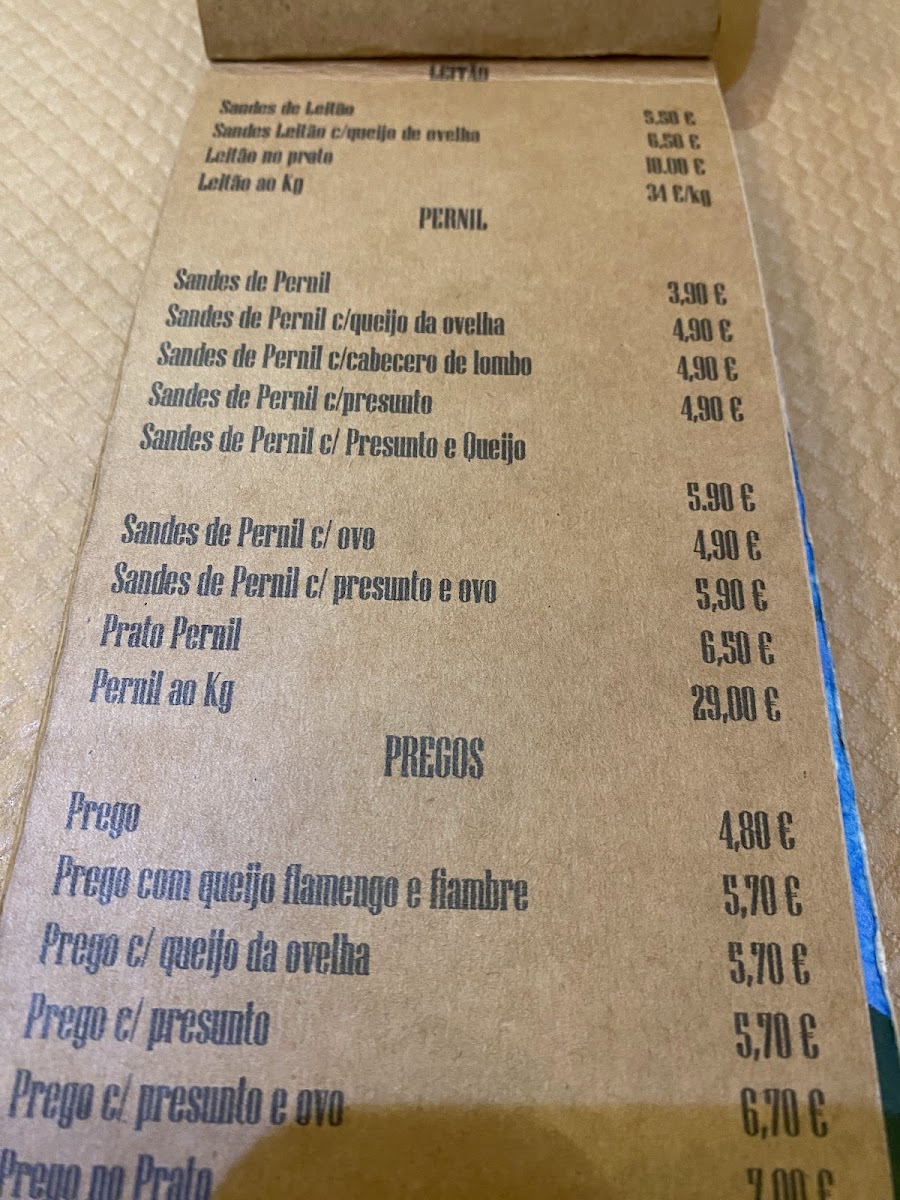 LEITÃO
Sandes de Leitão 5,50 €
Sandes Leitão c/queijo de ovelha 6,50 €
Leitão no prato 10.00 €
Leitão ao Kg 34 €/kg
PERNIL
Sandes de Pernil 3,90 €
Sandes de Pernil c/queijo da ovelha 4,90 €
Sandes de Pernil c/cabecero de lombo 4,90 €
Sandes de Pernil c/presunto 4,90 €
Sandes de Pernil c/ Presunto e Queijo
5.90 €
Sandes de Pernil c/ ovo 4,90 €
Sandes de Pernil c/ presunto e ovo 5,90 €
Prato Pernil 6,50 €
Pernil ao Kg 29,00 €
PREGOS
Prego 4,80 €
Prego com queijo flamengo e fiambre 5,70 €
Prego c/ queijo da ovelha 5,70 €
Prego c/ presunto 5,70 €
Prego c/ presunto e ovo 6,70 €
Prego no Prato 7,00 €